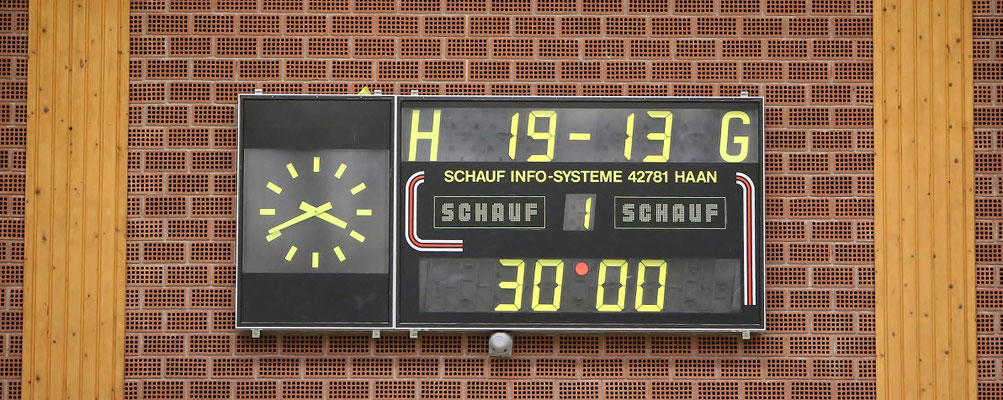 H 19-13 G
SCHAUF INFO-SYSTEME 42781 HAAN
SCHAUF 1 SCHAUF
30:00